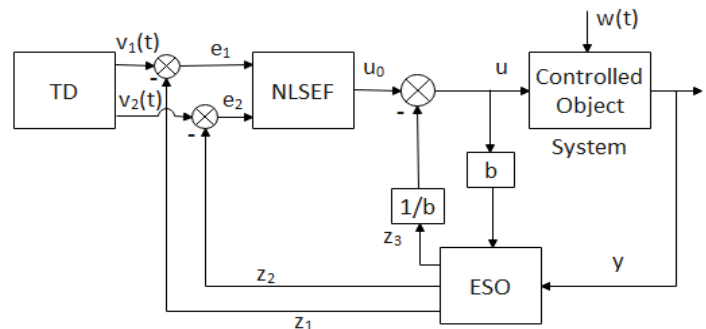 w(t)
v₁(t)
e₁
TD
NLSEF
u₀
u
Controlled
Object
v₂(t)
e₂
-
-
-
System
b
1/b
z₃
z₂
ESO
y
z₁